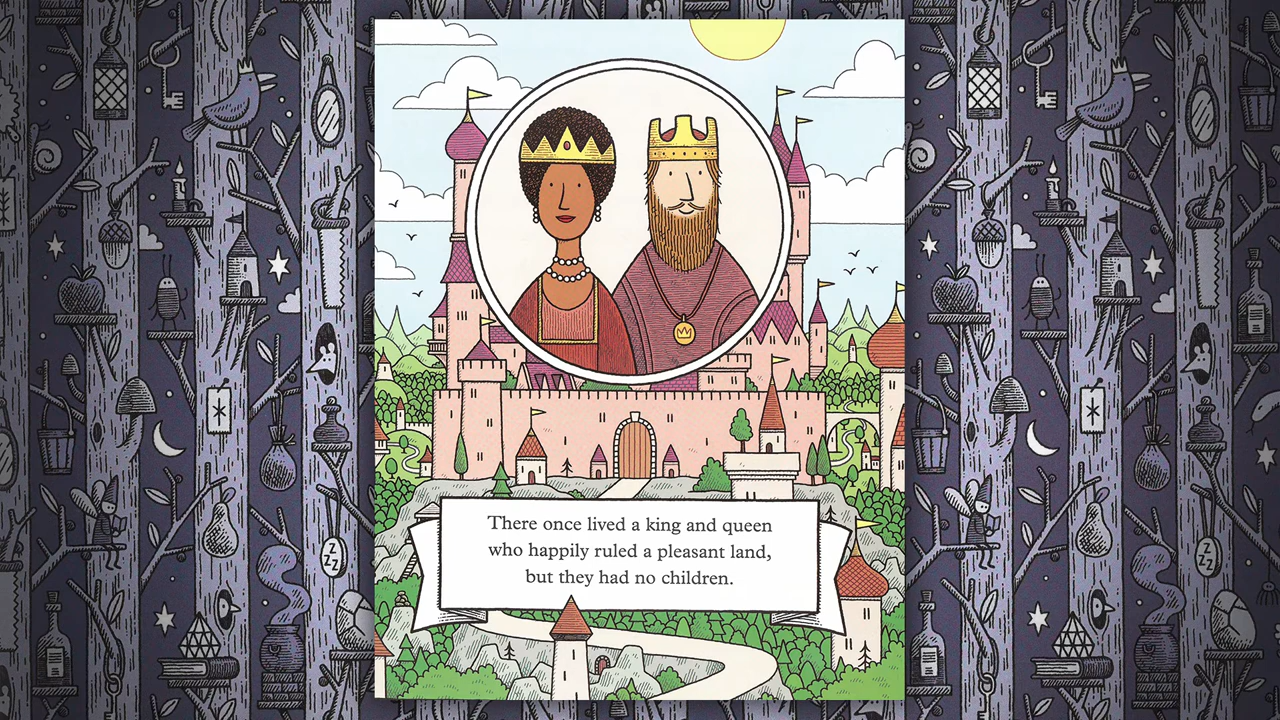 There once lived a king and queen
who happily ruled a pleasant land,
but they had no children.
Z
Z
Z
Z